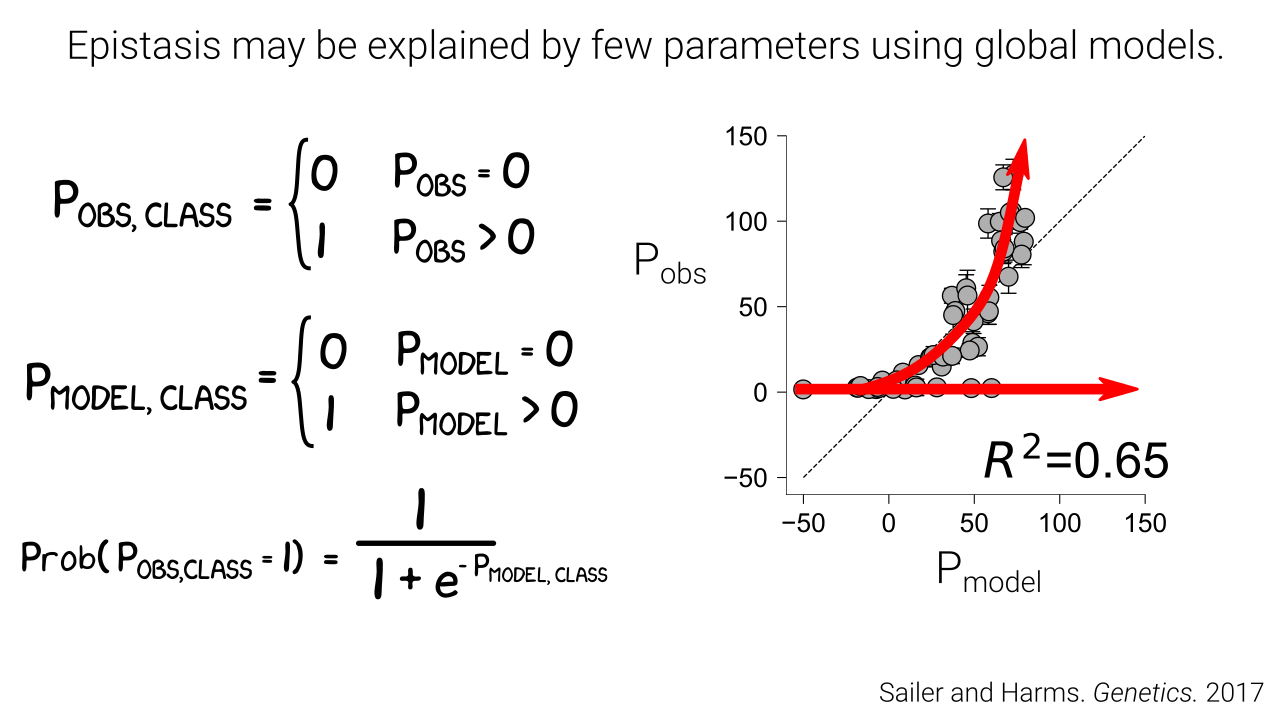 Epistasis may be explained by few parameters using global models.
P_OBS, CLASS = { 0 P_OBS = 0
1 P_OBS > 0
P_MODEL, CLASS = { 0 P_MODEL = 0
1 P_MODEL > 0
Prob(P_OBS,CLASS = 1) = 1 / (1 + e^(-P_MODEL, CLASS))
150
100
50
0
−50
P_obs
R²=0.65
−50 0 50 100 150
P_model
Sailer and Harms. Genetics. 2017